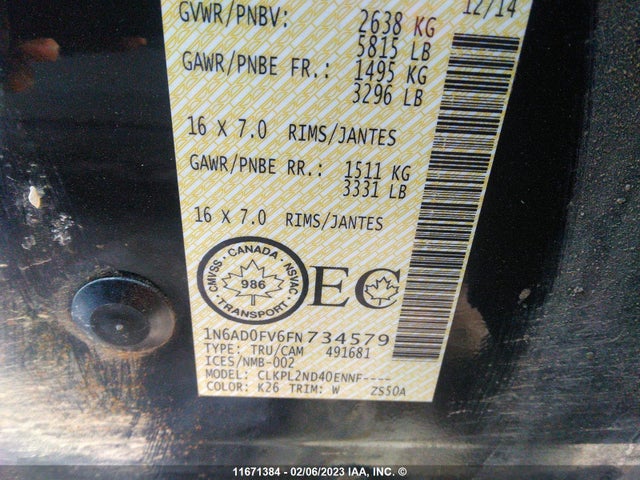 12/14
GVWR/PNBV: 2638 KG
5815 LB
GAWR/PNBE FR.: 1495 KG
3296 LB
16 X 7.0 RIMS/JANTES
GAWR/PNBE RR.: 1511 KG
3331 LB
16 X 7.0 RIMS/JANTES
CMVSS · CANADA · NSVAC
986
TRANSPORT
EC
1N6AD0FV6FN734579
TYPE: TRU/CAM 491681
ICES/NMB-002
MODEL: CLKPL2ND40ENNF----
COLOR: K26 TRIM: W ZS50A
11671384 - 02/06/2023 IAA, INC. ©